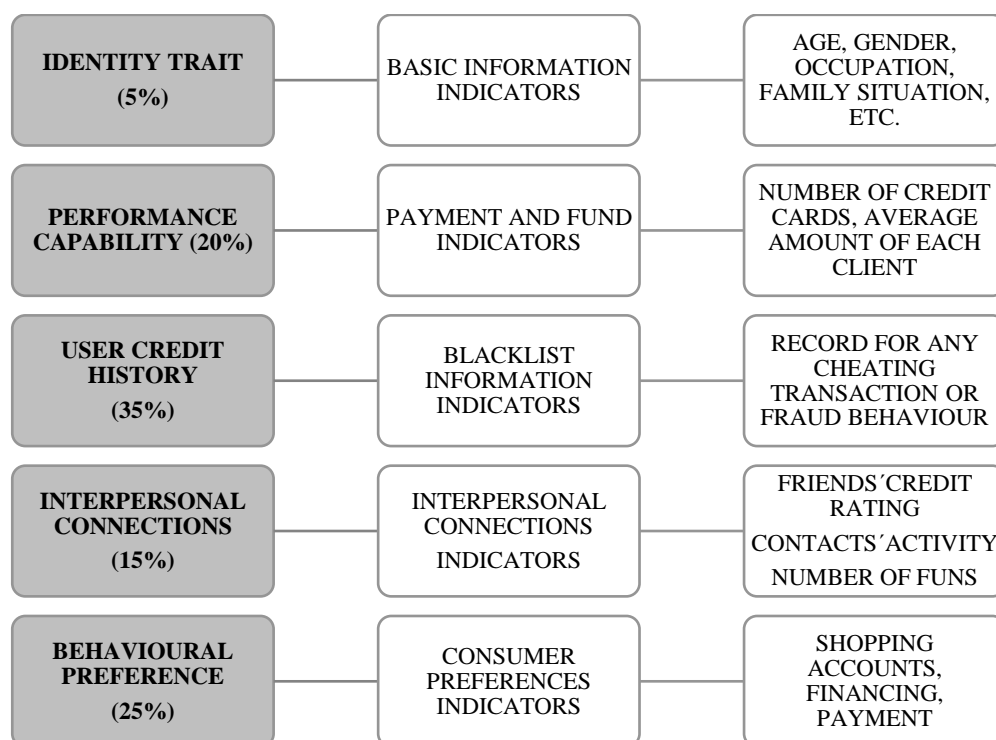 IDENTITY TRAIT
(5%)
BASIC INFORMATION
INDICATORS
AGE, GENDER,
OCCUPATION,
FAMILY SITUATION,
ETC.
PERFORMANCE
CAPABILITY (20%)
PAYMENT AND FUND
INDICATORS
NUMBER OF CREDIT
CARDS, AVERAGE
AMOUNT OF EACH
CLIENT
USER CREDIT
HISTORY
(35%)
BLACKLIST
INFORMATION
INDICATORS
RECORD FOR ANY
CHEATING
TRANSACTION OR
FRAUD BEHAVIOUR
INTERPERSONAL
CONNECTIONS
(15%)
INTERPERSONAL
CONNECTIONS
INDICATORS
FRIENDS´CREDIT
RATING
CONTACTS´ACTIVITY
NUMBER OF FUNS
BEHAVIOURAL
PREFERENCE
(25%)
CONSUMER
PREFERENCES
INDICATORS
SHOPPING
ACCOUNTS,
FINANCING,
PAYMENT